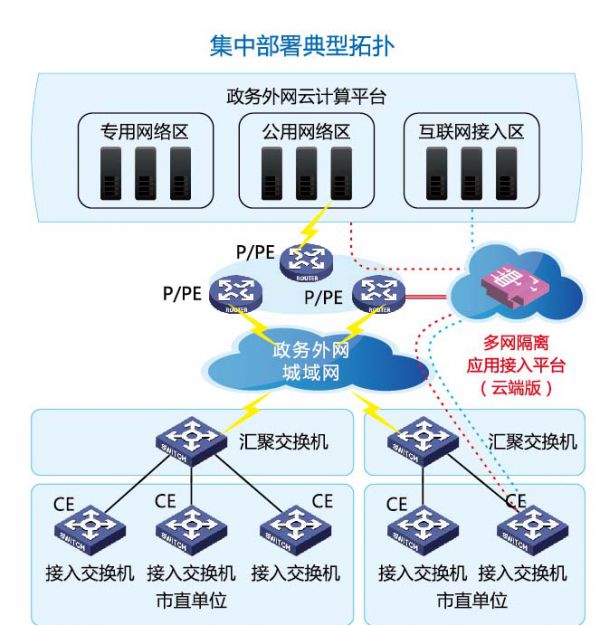 集中部署典型拓扑
政务外网云计算平台
专用网络区
公用网络区
互联网接入区
P/PE
ROUTER
P/PE
ROUTER
P/PE
ROUTER
多网隔离
应用接入平台
（云端版）
政务外网
城域网
SWITCH
汇聚交换机
SWITCH
汇聚交换机
CE
SWITCH
CE
SWITCH
CE
SWITCH
CE
SWITCH
CE
SWITCH
接入交换机
接入交换机
接入交换机
接入交换机
接入交换机
市直单位
市直单位